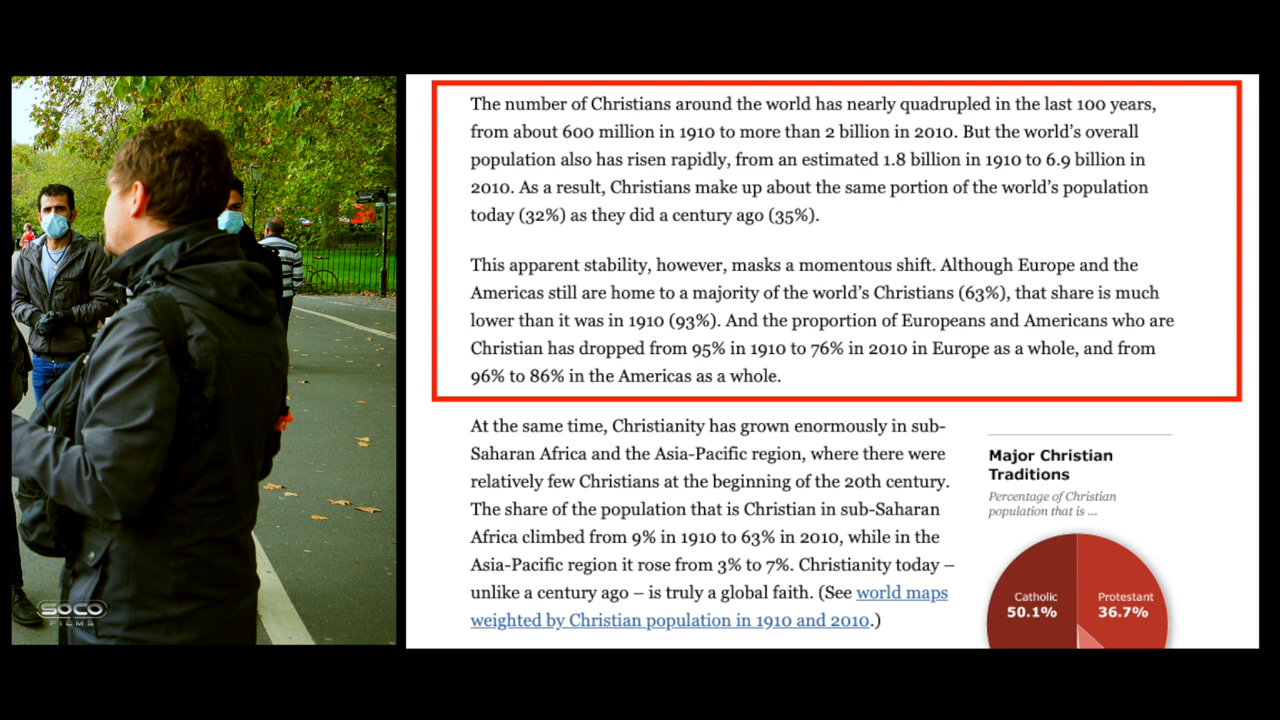 The number of Christians around the world has nearly quadrupled in the last 100 years,
from about 600 million in 1910 to more than 2 billion in 2010. But the world’s overall
population also has risen rapidly, from an estimated 1.8 billion in 1910 to 6.9 billion in
2010. As a result, Christians make up about the same portion of the world’s population
today (32%) as they did a century ago (35%).
This apparent stability, however, masks a momentous shift. Although Europe and the
Americas still are home to a majority of the world’s Christians (63%), that share is much
lower than it was in 1910 (93%). And the proportion of Europeans and Americans who are
Christian has dropped from 95% in 1910 to 76% in 2010 in Europe as a whole, and from
96% to 86% in the Americas as a whole.
At the same time, Christianity has grown enormously in sub-
Saharan Africa and the Asia-Pacific region, where there were
relatively few Christians at the beginning of the 20th century.
The share of the population that is Christian in sub-Saharan
Africa climbed from 9% in 1910 to 63% in 2010, while in the
Asia-Pacific region it rose from 3% to 7%. Christianity today –
unlike a century ago – is truly a global faith. (See world maps
weighted by Christian population in 1910 and 2010.)
Major Christian
Traditions
Percentage of Christian
population that is ...
Catholic
50.1%
Protestant
36.7%
SOCO
FILMS